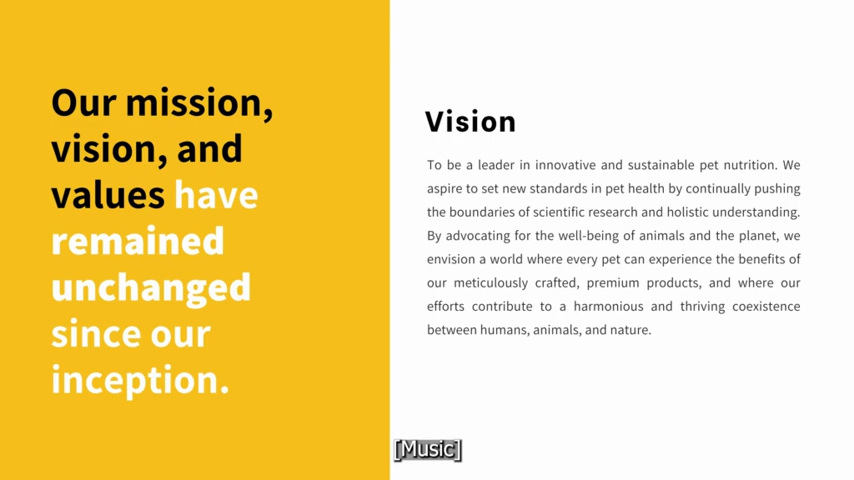 Our mission,
vision, and
values have
remained
unchanged
since our
inception.
Vision
To be a leader in innovative and sustainable pet nutrition. We
aspire to set new standards in pet health by continually pushing
the boundaries of scientific research and holistic understanding.
By advocating for the well-being of animals and the planet, we
envision a world where every pet can experience the benefits of
our meticulously crafted, premium products, and where our
efforts contribute to a harmonious and thriving coexistence
between humans, animals, and nature.
[Music]